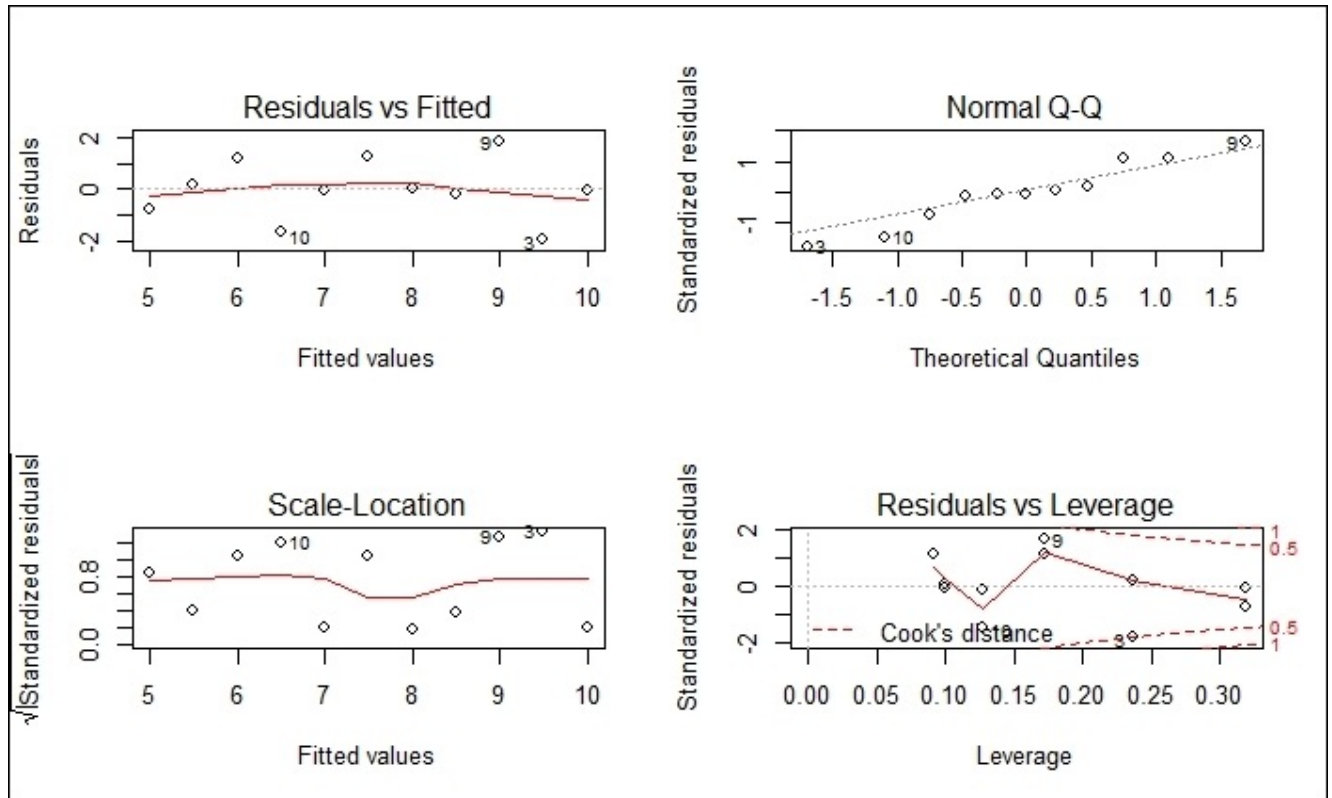 Residuals vs Fitted
Residuals
2
0
-2
9
10
3
5 6 7 8 9 10
Fitted values
Normal Q-Q
Standardized residuals
1
-1
9
3
10
-1.5 -1.0 -0.5 0.0 0.5 1.0 1.5
Theoretical Quantiles
Scale-Location
√|Standardized residuals|
0.8
0.0
10
9
3
5 6 7 8 9 10
Fitted values
Residuals vs Leverage
Standardized residuals
2
0
-2
9
1
0.5
Cook's distance
10
3
0.5
1
0.00 0.05 0.10 0.15 0.20 0.25 0.30
Leverage